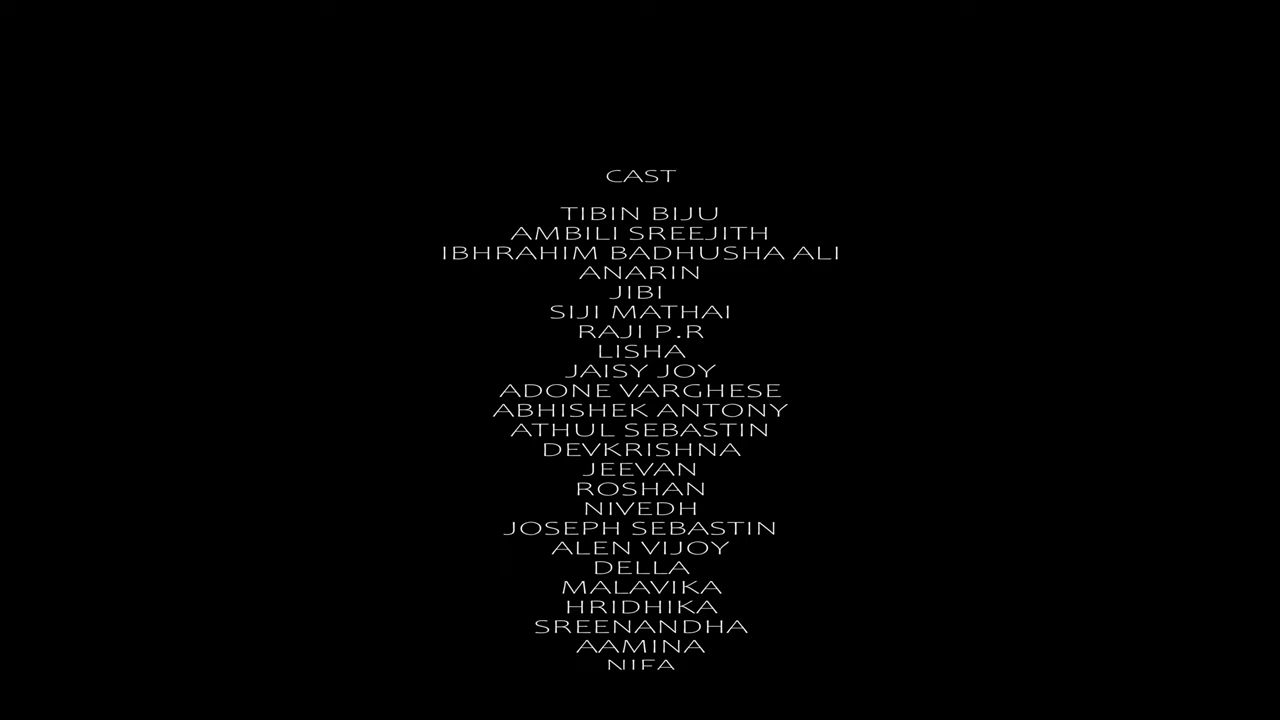 CAST
TIBIN BIJU
AMBILI SREEJITH
IBHRAHIM BADHUSHA ALI
ANARIN
JIBI
SIJI MATHAI
RAJI P.R
LISHA
JAISY JOY
ADONE VARGHESE
ABHISHEK ANTONY
ATHUL SEBASTIN
DEVKRISHNA
JEEVAN
ROSHAN
NIVEDH
JOSEPH SEBASTIN
ALEN VIJOY
DELLA
MALAVIKA
HRIDHIKA
SREENANDHA
AAMINA
NIFA